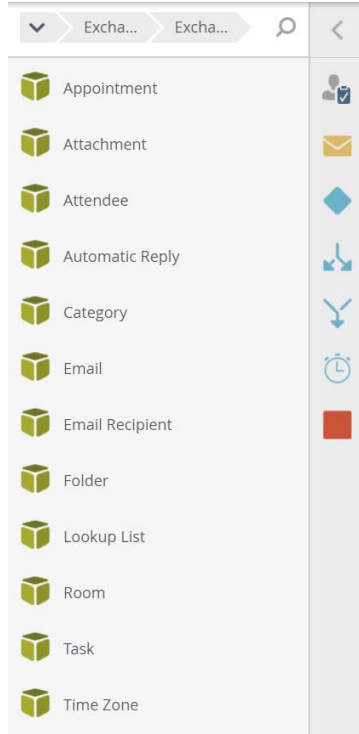 Excha... Excha...
Appointment
Attachment
Attendee
Automatic Reply
Category
Email
Email Recipient
Folder
Lookup List
Room
Task
Time Zone